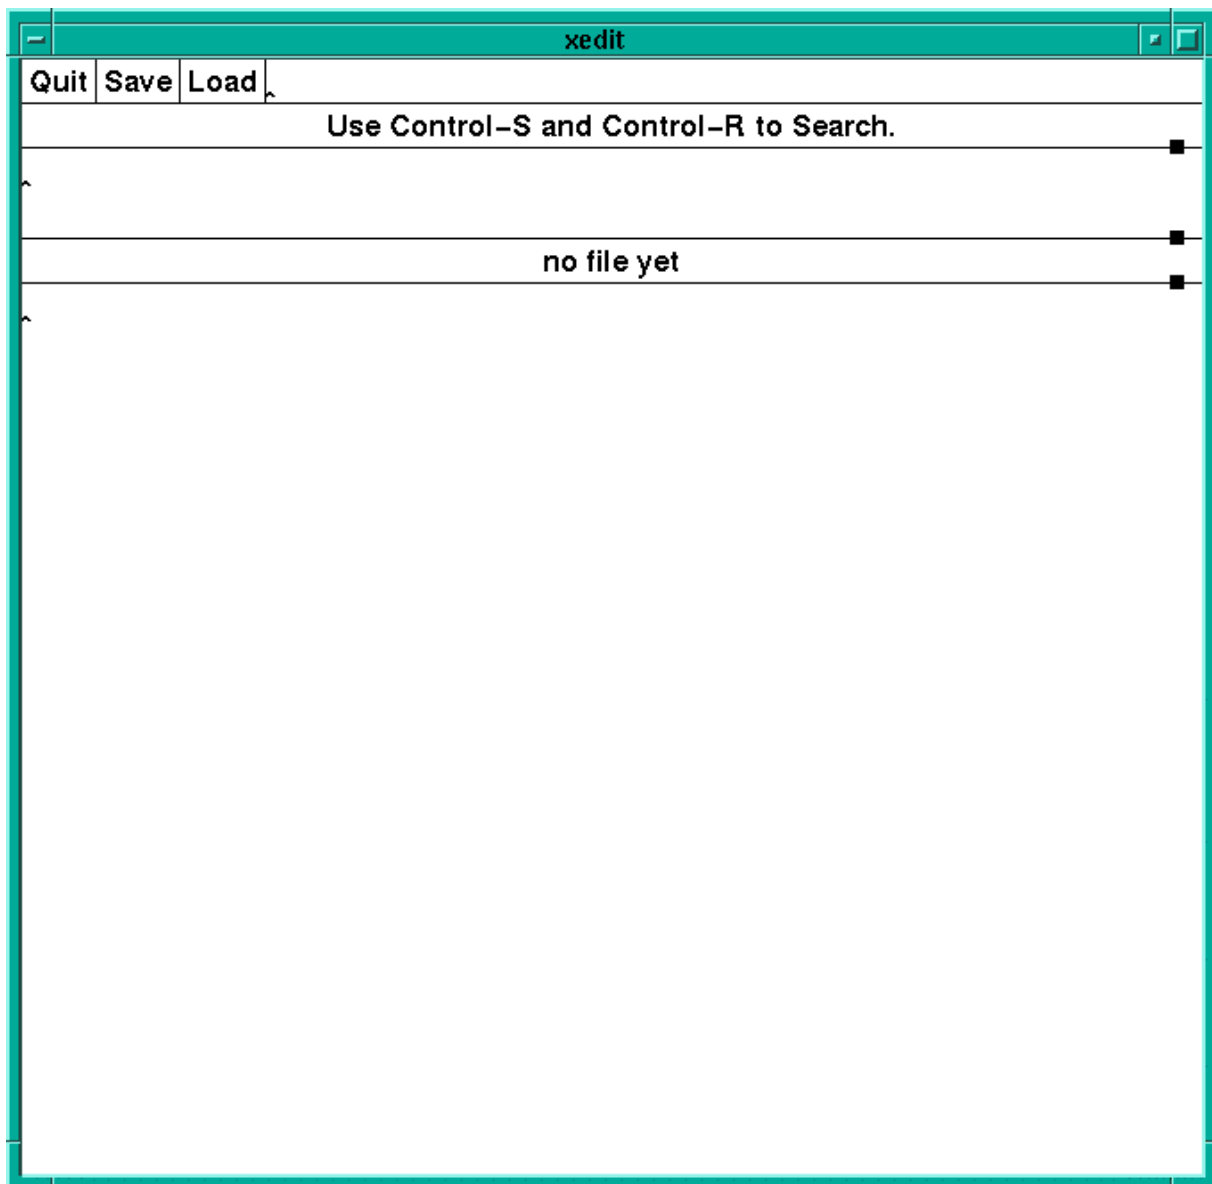 xedit
Quit Save Load
Use Control-S and Control-R to Search.
no file yet